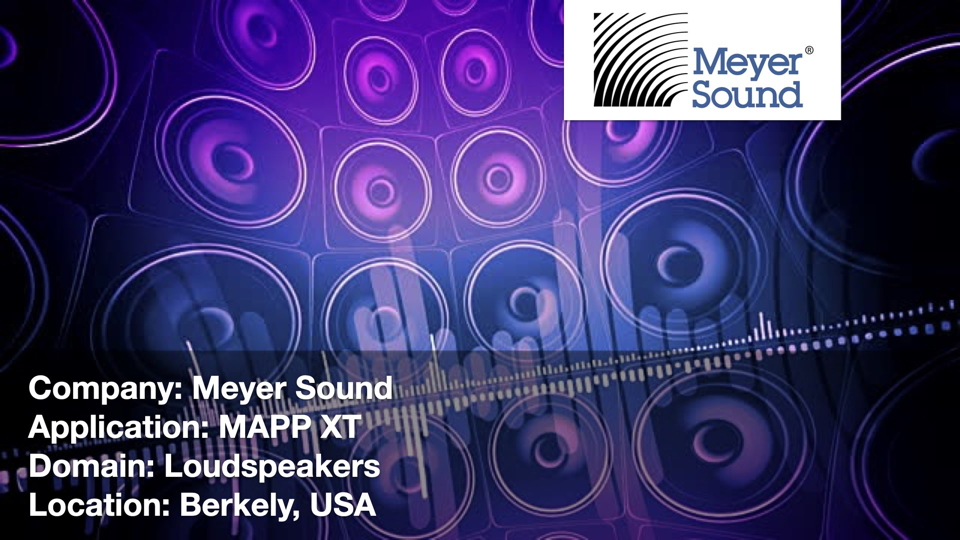 Meyer®
Sound
Company: Meyer Sound
Application: MAPP XT
Domain: Loudspeakers
Location: Berkely, USA